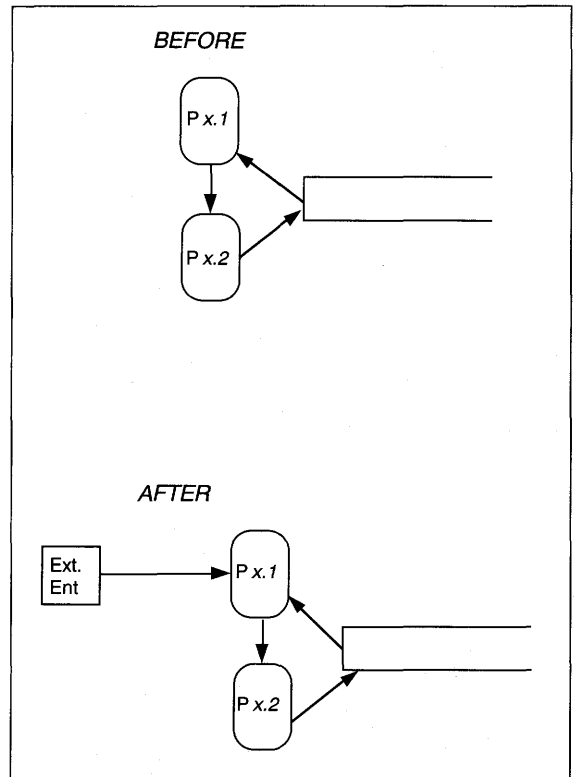 BEFORE
P x.1
P x.2
AFTER
Ext.
Ent
P x.1
P x.2